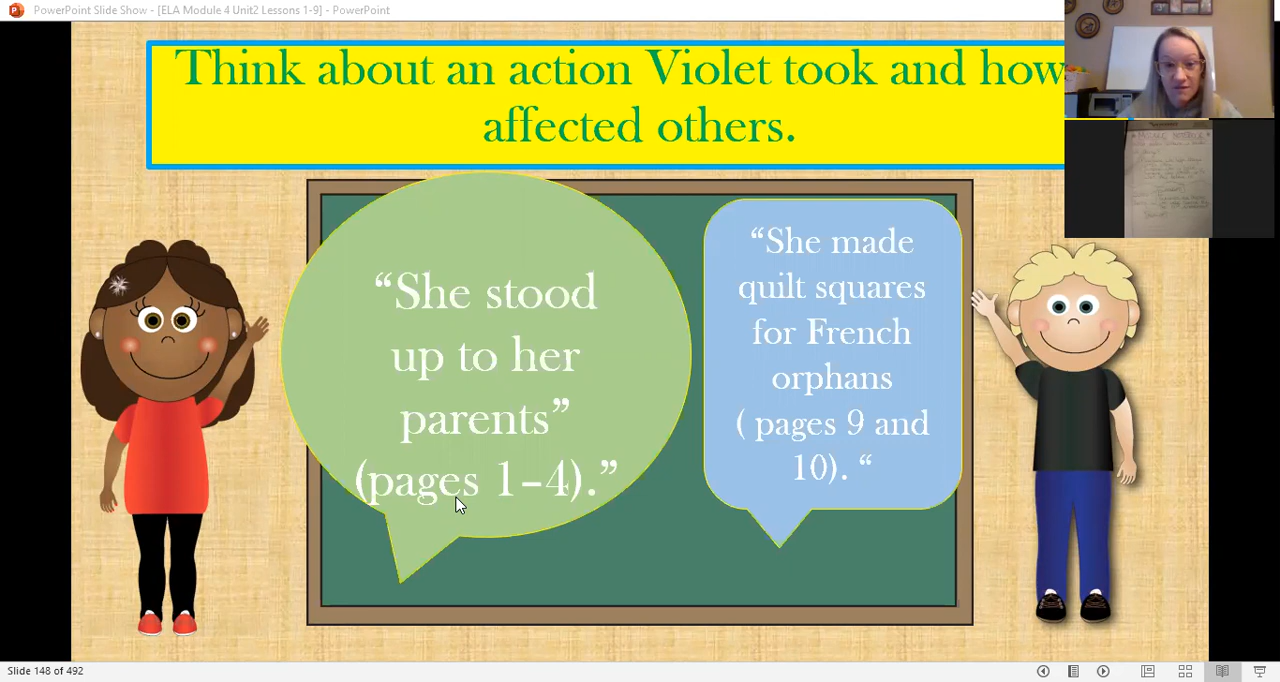 PowerPoint Slide Show - [ELA Module 4 Unit2 Lessons 1-9] - PowerPoint
Think about an action Violet took and how
affected others.
“She stood
up to her
parents”
(pages 1–4).”
“She made
quilt squares
for French
orphans
( pages 9 and
10). “
Slide 148 of 492